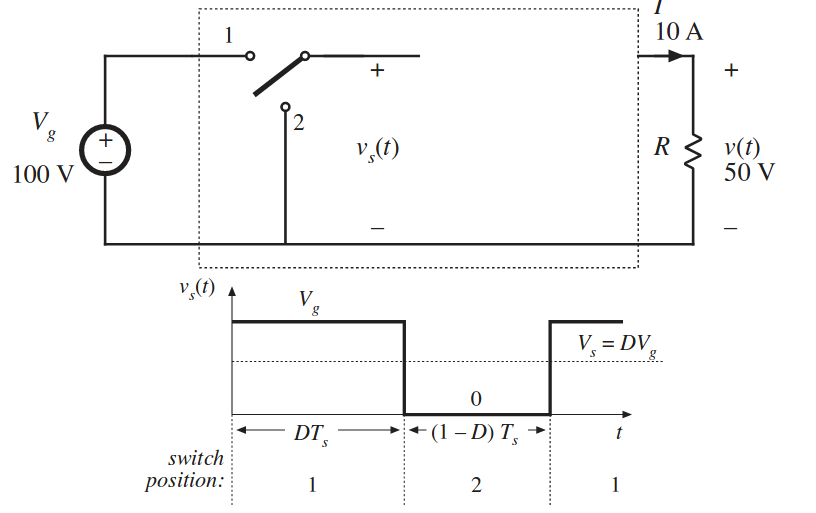 I
10 A
1
+
+
V_g
+
–
2
100 V
v_s(t)
R
v(t)
50 V
–
–
v_s(t)
V_g
V_s = DV_g
0
DT_s
(1 – D) T_s
t
switch
position:
1
2
1